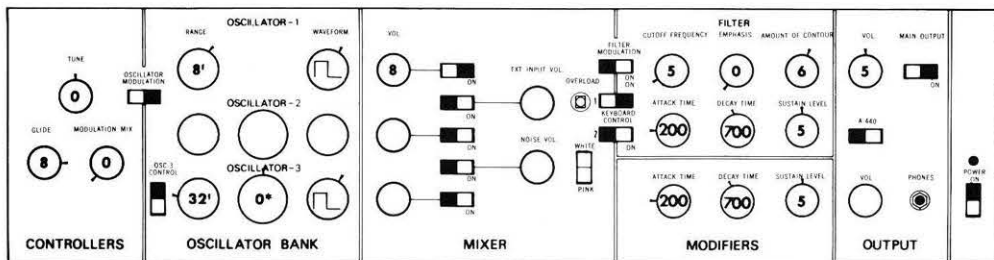 TUNE
0
GLIDE
MODULATION MIX
8
0
CONTROLLERS
OSCILLATOR MODULATION
OSCILLATOR-1
RANGE
WAVEFORM
8'
OSCILLATOR-2
OSC. 3 CONTROL
OSCILLATOR-3
32'
0*
OSCILLATOR BANK
VOL
8
ON
ON
ON
ON
ON
TXT INPUT VOL.
OVERLOAD
NOISE VOL.
WHITE
PINK
MIXER
FILTER MODULATION
ON
ON
1
KEYBOARD CONTROL
2
ON
FILTER
CUTOFF FREQUENCY
EMPHASIS
AMOUNT OF CONTOUR
5
0
6
ATTACK TIME
DECAY TIME
SUSTAIN LEVEL
200
700
5
ATTACK TIME
DECAY TIME
SUSTAIN LEVEL
200
700
5
MODIFIERS
VOL
MAIN OUTPUT
5
ON
A 440
VOL
PHONES
OUTPUT
POWER
ON